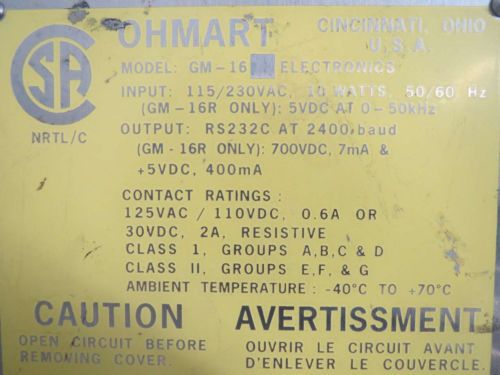 CSA
NRTL/C
OHMART CINCINNATI, OHIO
U.S.A.
MODEL: GM-16 ELECTRONICS
INPUT: 115/230VAC, 10 WATTS, 50/60 Hz
(GM-16R ONLY): 5VDC AT 0-50kHz
OUTPUT: RS232C AT 2400 baud
(GM-16R ONLY): 700VDC, 7mA &
+5VDC, 400mA
CONTACT RATINGS:
125VAC / 110VDC, 0.6A OR
30VDC, 2A, RESISTIVE
CLASS I, GROUPS A,B,C & D
CLASS II, GROUPS E,F, & G
AMBIENT TEMPERATURE: -40°C TO +70°C
CAUTION
OPEN CIRCUIT BEFORE
REMOVING COVER.
AVERTISSMENT
OUVRIR LE CIRCUIT AVANT
D'ENLEVER LE COUVERCLE.